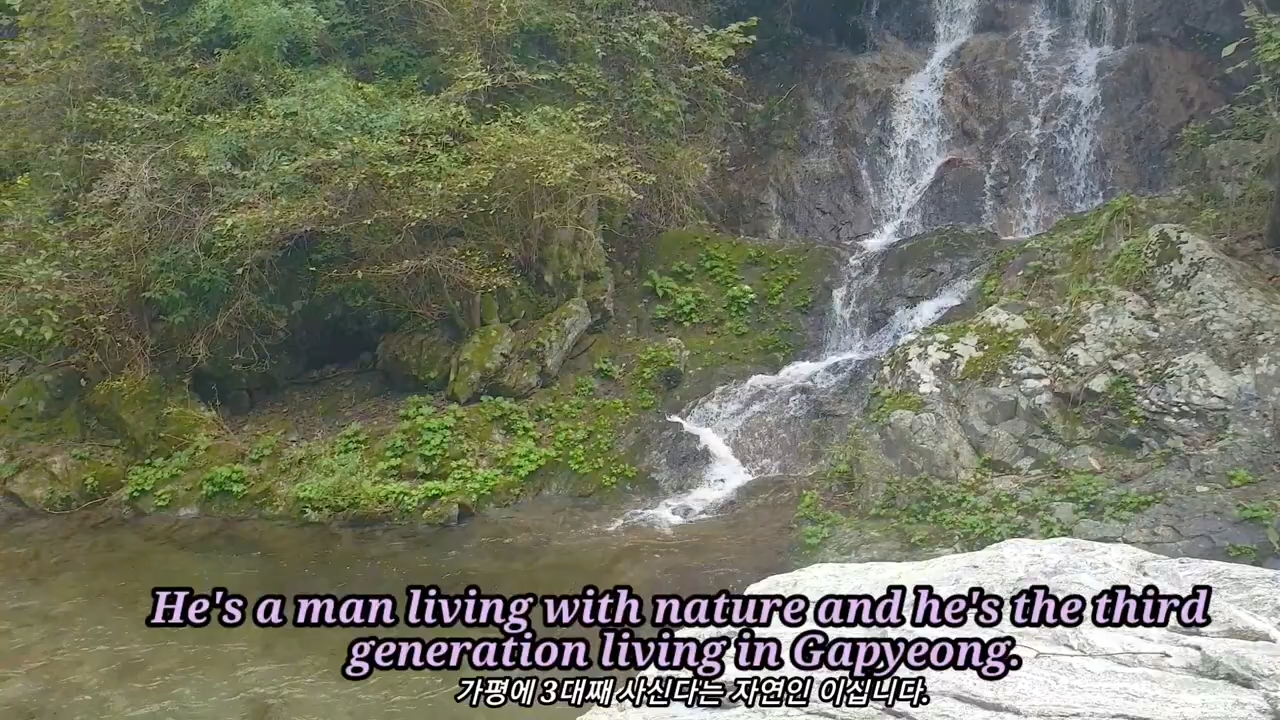 He's a man living with nature and he's the third
generation living in Gapyeong.
가평에 3대째 사신다는 자연인 이십니다.